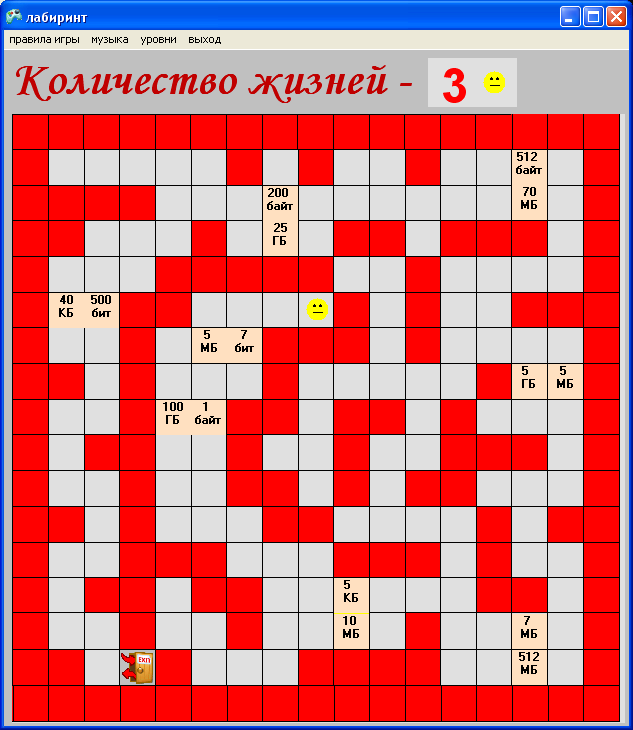 лабиринт
правила игры музыка уровни выход
Количество жизней - 3
512
байт
70
МБ
200
байт
25
ГБ
40
КБ
500
бит
5
МБ
7
бит
5
ГБ
5
МБ
100
ГБ
1
байт
5
КБ
10
МБ
7
МБ
512
МБ
EXIT